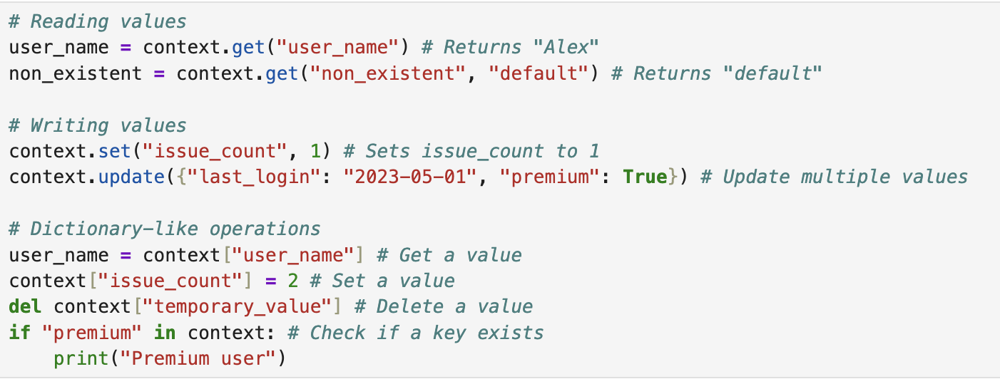 # Reading values
user_name = context.get("user_name") # Returns "Alex"
non_existent = context.get("non_existent", "default") # Returns "default"

# Writing values
context.set("issue_count", 1) # Sets issue_count to 1
context.update({"last_login": "2023-05-01", "premium": True}) # Update multiple values

# Dictionary-like operations
user_name = context["user_name"] # Get a value
context["issue_count"] = 2 # Set a value
del context["temporary_value"] # Delete a value
if "premium" in context: # Check if a key exists
    print("Premium user")